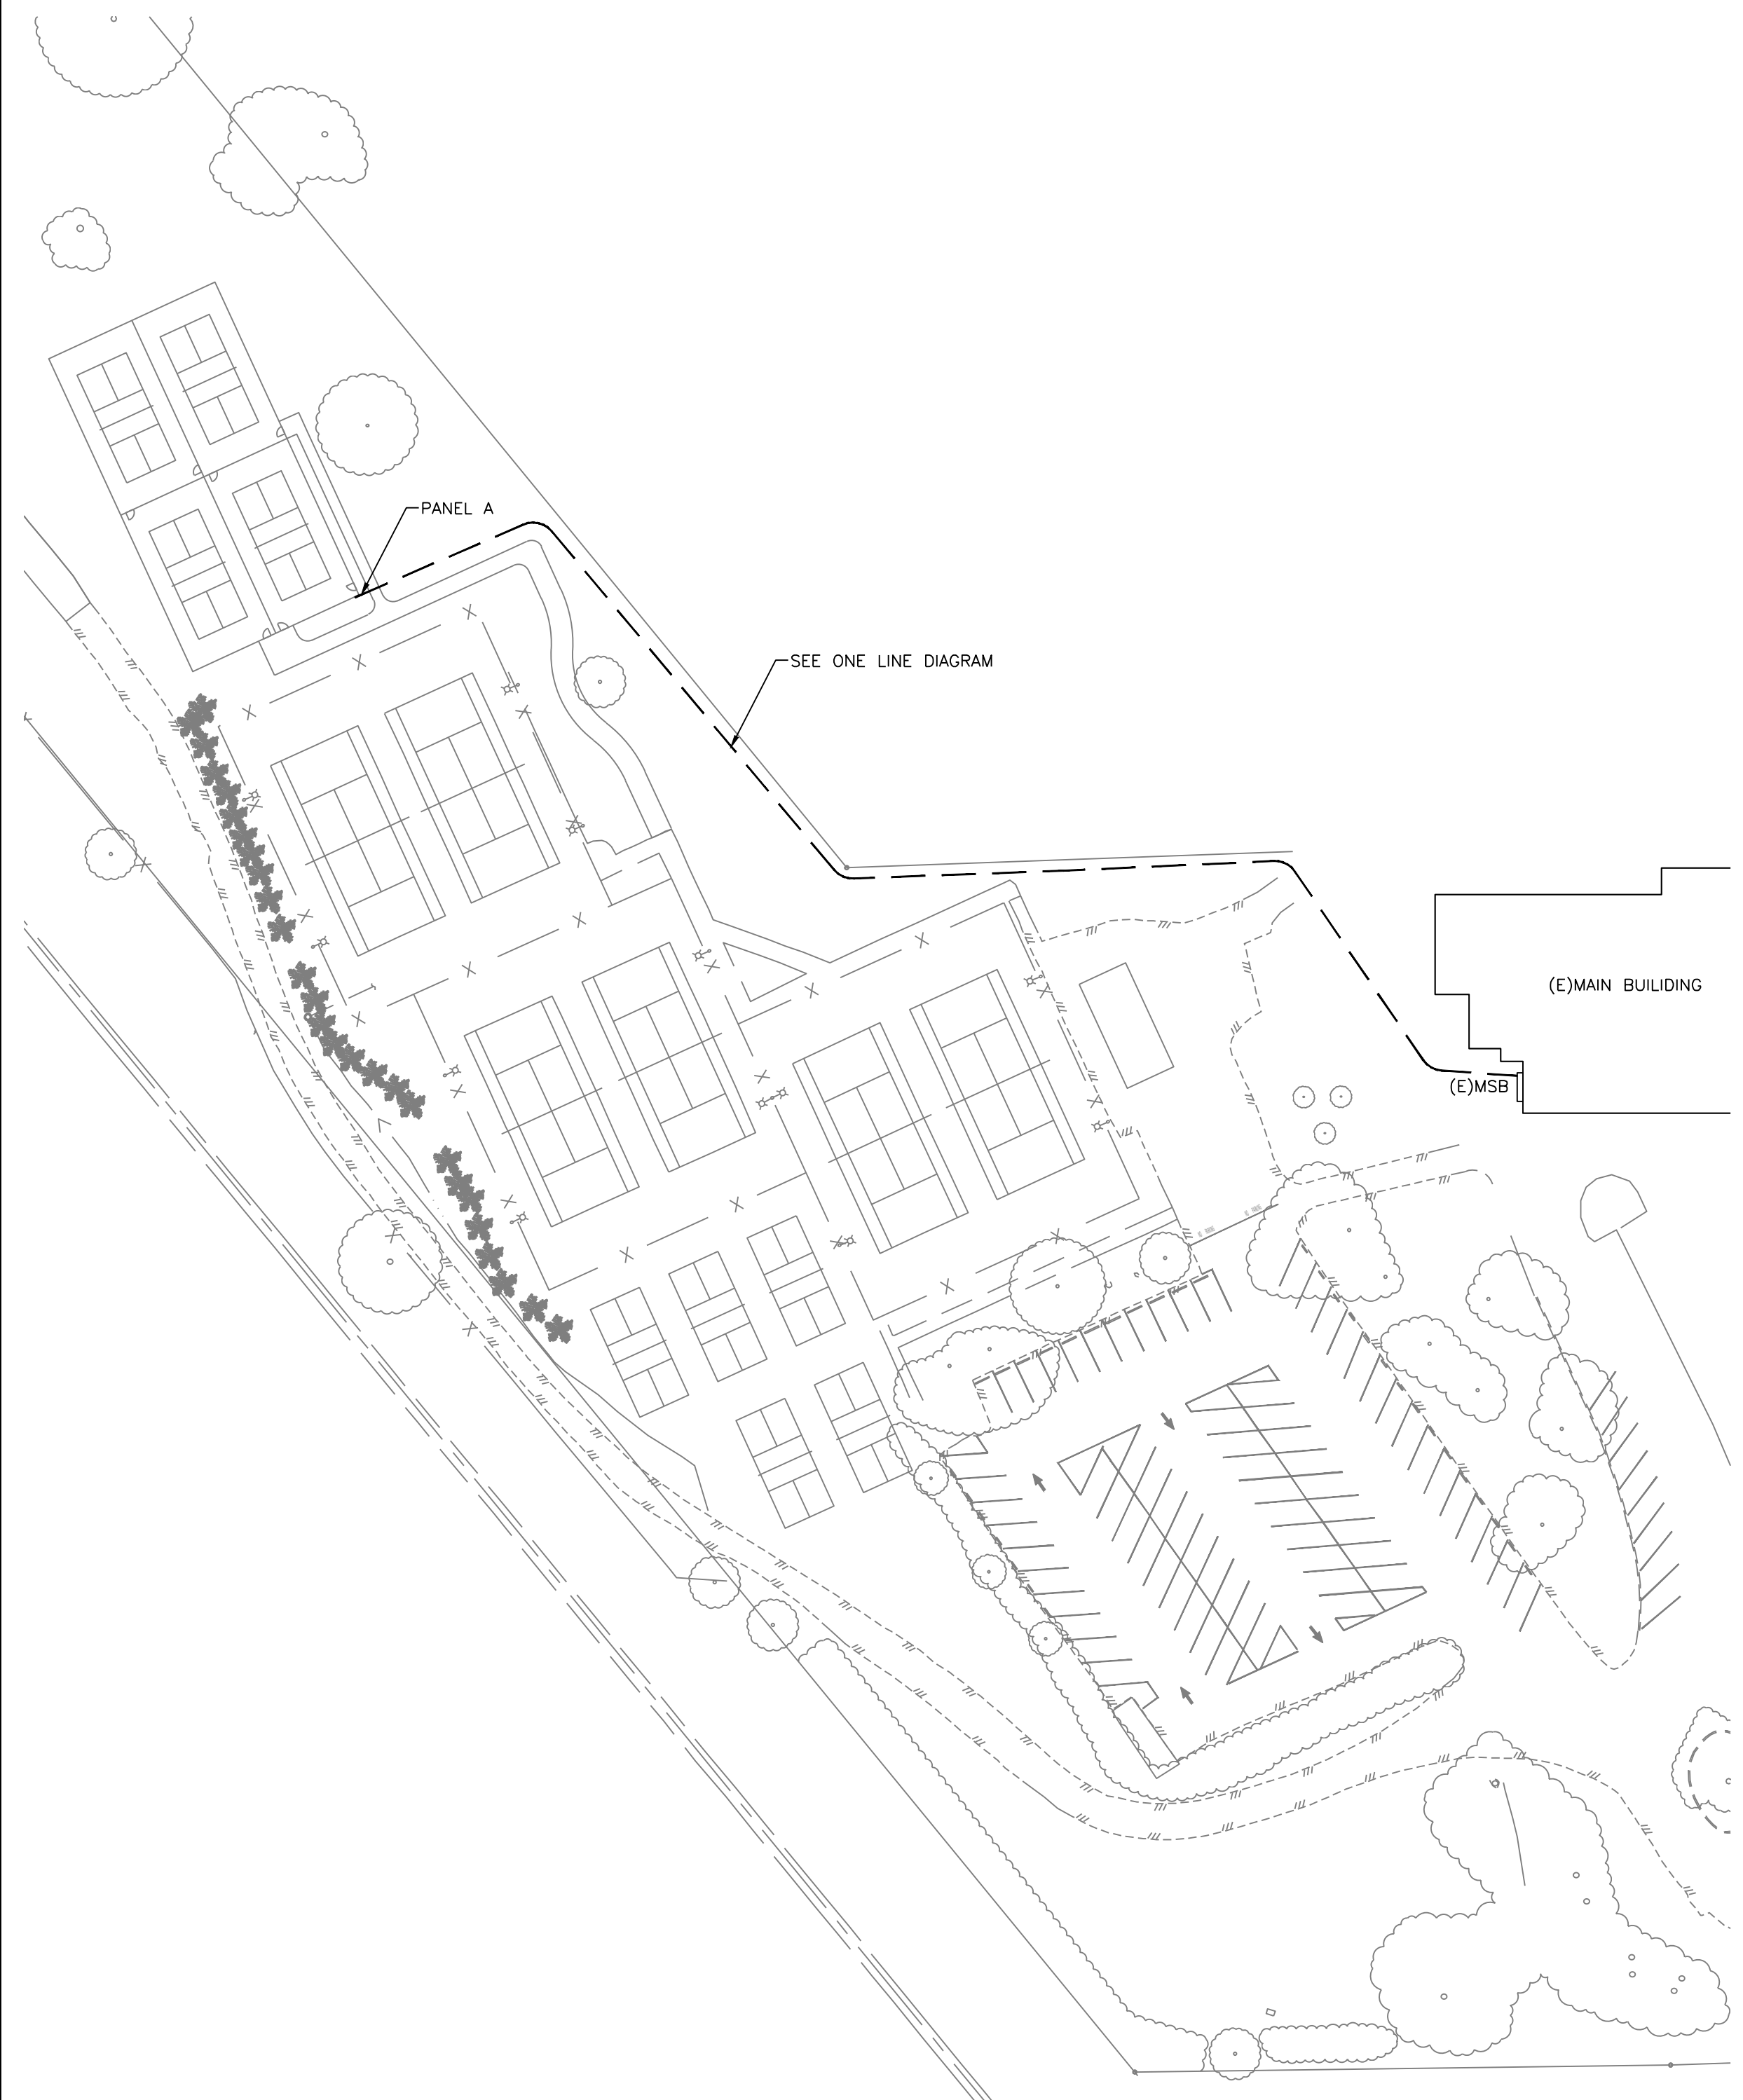 PANEL A
SEE ONE LINE DIAGRAM
(E)MAIN BUILIDING
(E)MSB